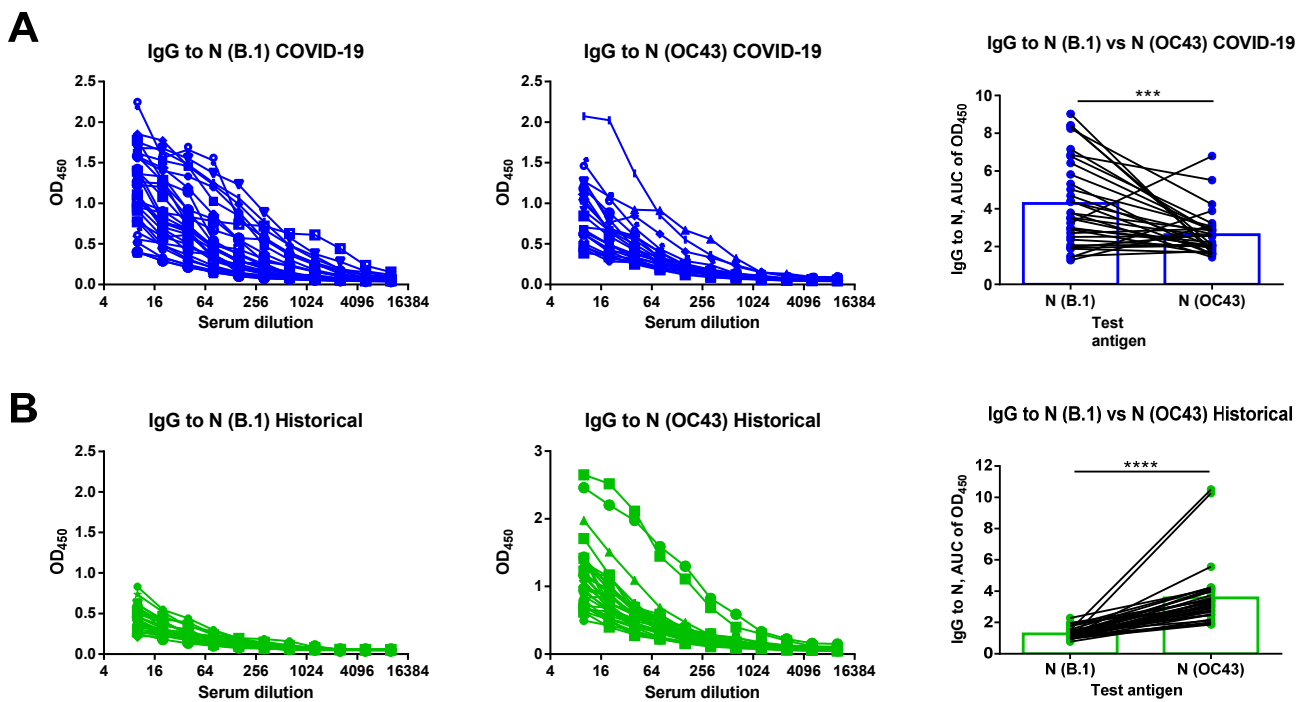 A
IgG to N (B.1) COVID-19
OD450
2.5
2.0
1.5
1.0
0.5
0.0
4 16 64 256 1024 4096 16384
Serum dilution
IgG to N (OC43) COVID-19
OD450
2.5
2.0
1.5
1.0
0.5
0.0
4 16 64 256 1024 4096 16384
Serum dilution
IgG to N (B.1) vs N (OC43) COVID-19
IgG to N, AUC of OD450
10
8
6
4
2
0
***
N (B.1) N (OC43)
Test
antigen
B
IgG to N (B.1) Historical
OD450
2.5
2.0
1.5
1.0
0.5
0.0
4 16 64 256 1024 4096 16384
Serum dilution
IgG to N (OC43) Historical
OD450
3
2
1
0
4 16 64 256 1024 4096 16384
Serum dilution
IgG to N (B.1) vs N (OC43) Historical
IgG to N, AUC of OD450
12
10
8
6
4
2
0
****
N (B.1) N (OC43)
Test antigen